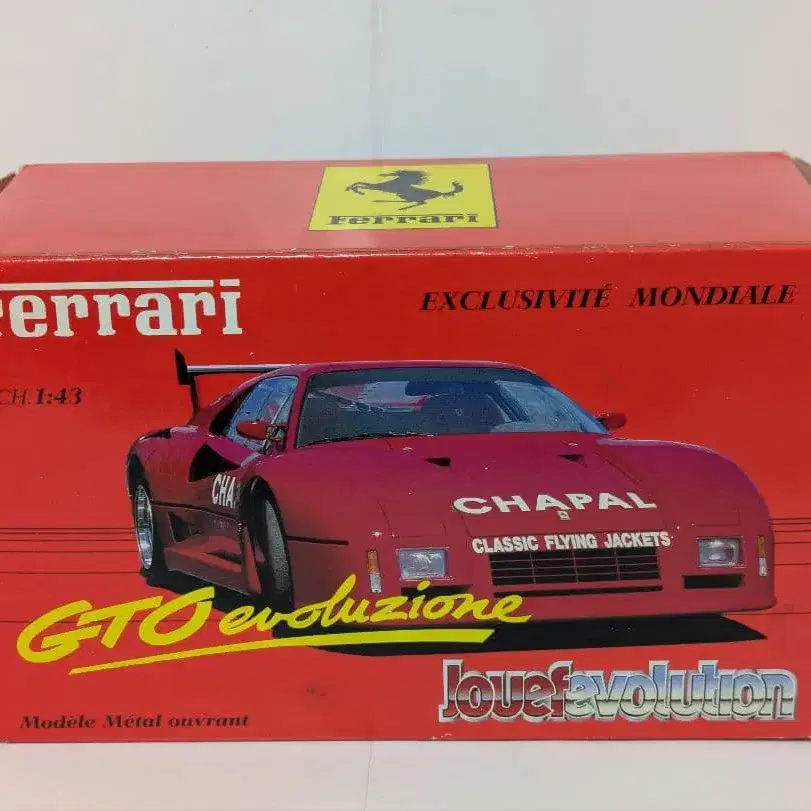 Ferrari
Ferrari
EXCLUSIVITÉ MONDIALE
CH.1:43
CHA
CHAPAL
CLASSIC FLYING JACKETS
GTO evoluzione
Jouefevolution
Modèle Métal ouvrant